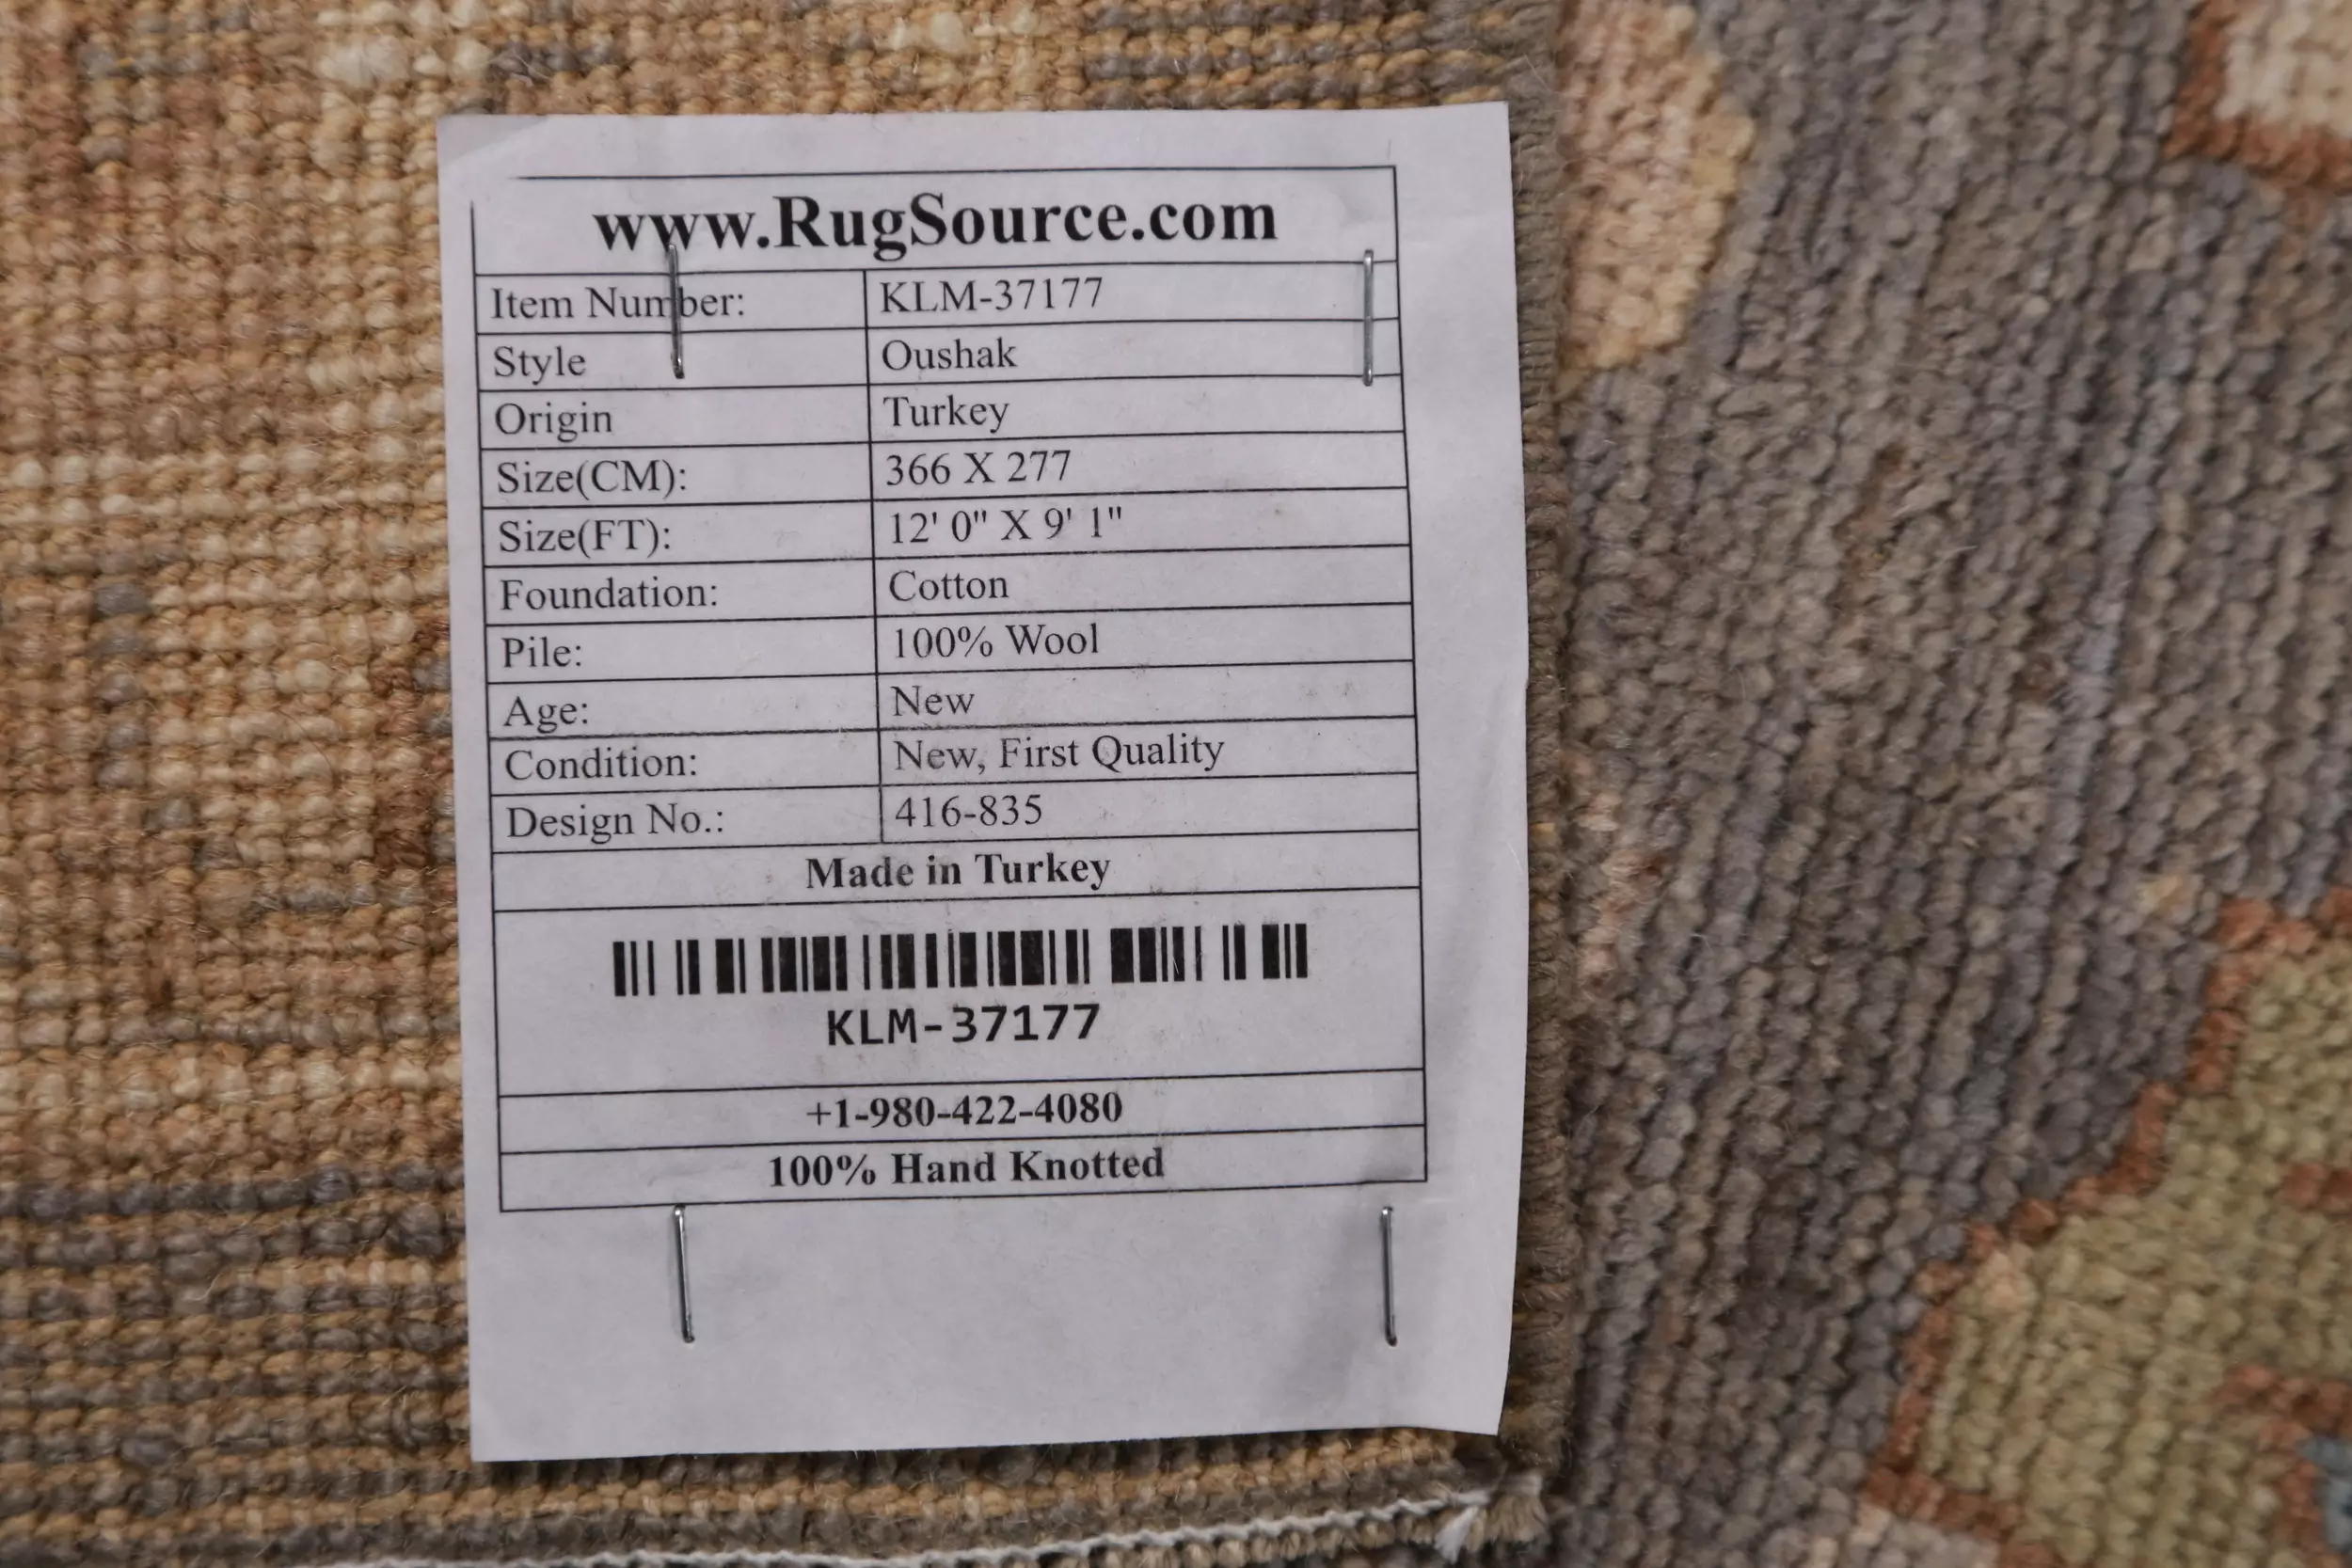 www.RugSource.com
Item Number: KLM-37177
Style Oushak
Origin Turkey
Size(CM): 366 X 277
Size(FT): 12' 0" X 9' 1"
Foundation: Cotton
Pile: 100% Wool
Age: New
Condition: New, First Quality
Design No.: 416-835
Made in Turkey
KLM-37177
+1-980-422-4080
100% Hand Knotted